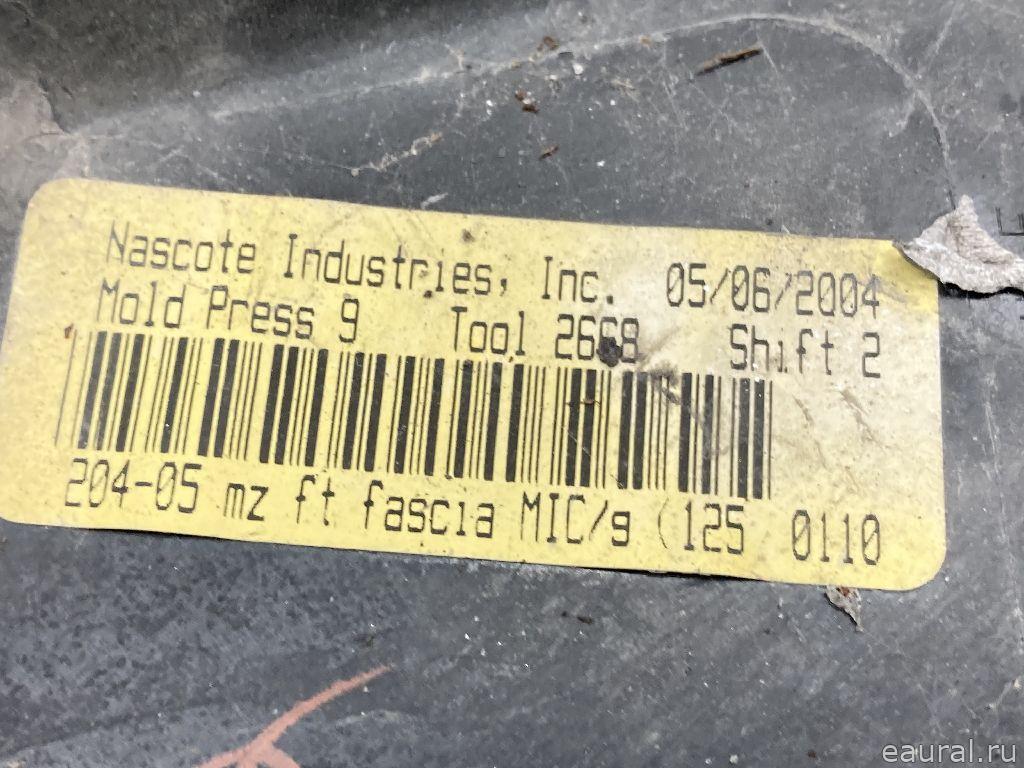 Nascote Industries, Inc. 05/06/2004
Mold Press 9 Tool 2668 Shift 2
204-05 mz ft fascia MIC/g (125 0110
eaural.ru